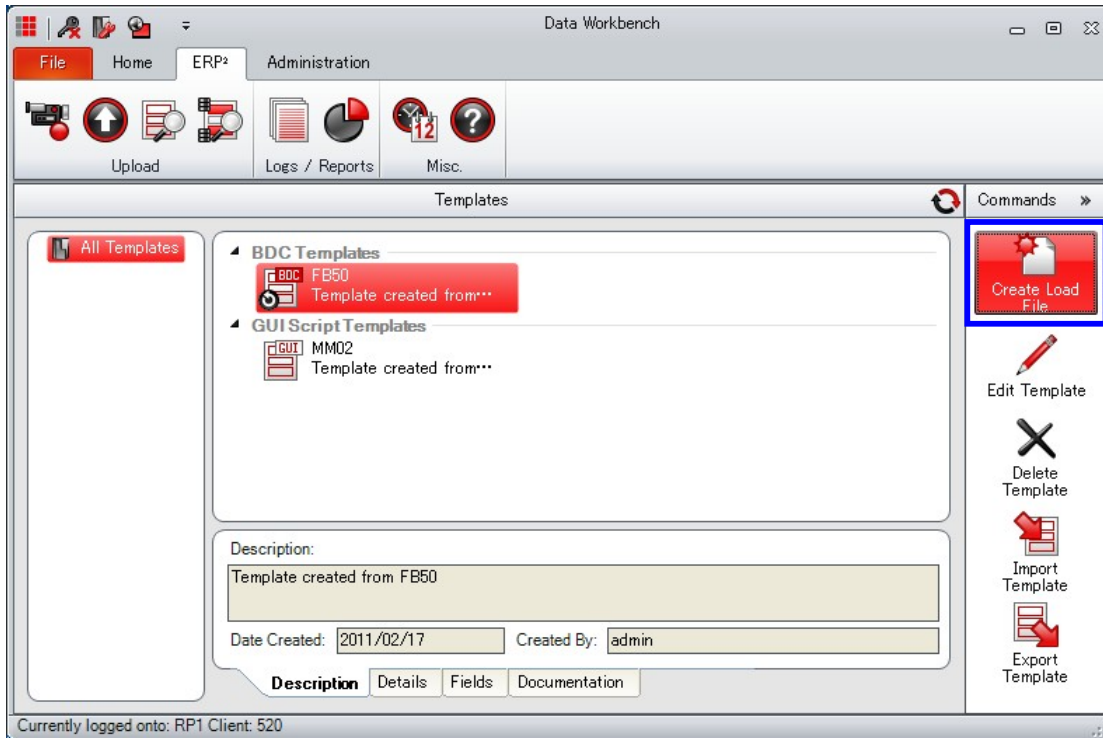 Data Workbench
File Home ERP² Administration
12
Upload Logs / Reports Misc.
Templates
Commands »
All Templates
BDC Templates
BDC FB50
Template created from…
GUI Script Templates
GUI MM02
Template created from…
Create Load
File
Edit Template
Delete
Template
Import
Template
Export
Template
Description:
Template created from FB50
Date Created: 2011/02/17 Created By: admin
Description Details Fields Documentation
Currently logged onto: RP1 Client: 520